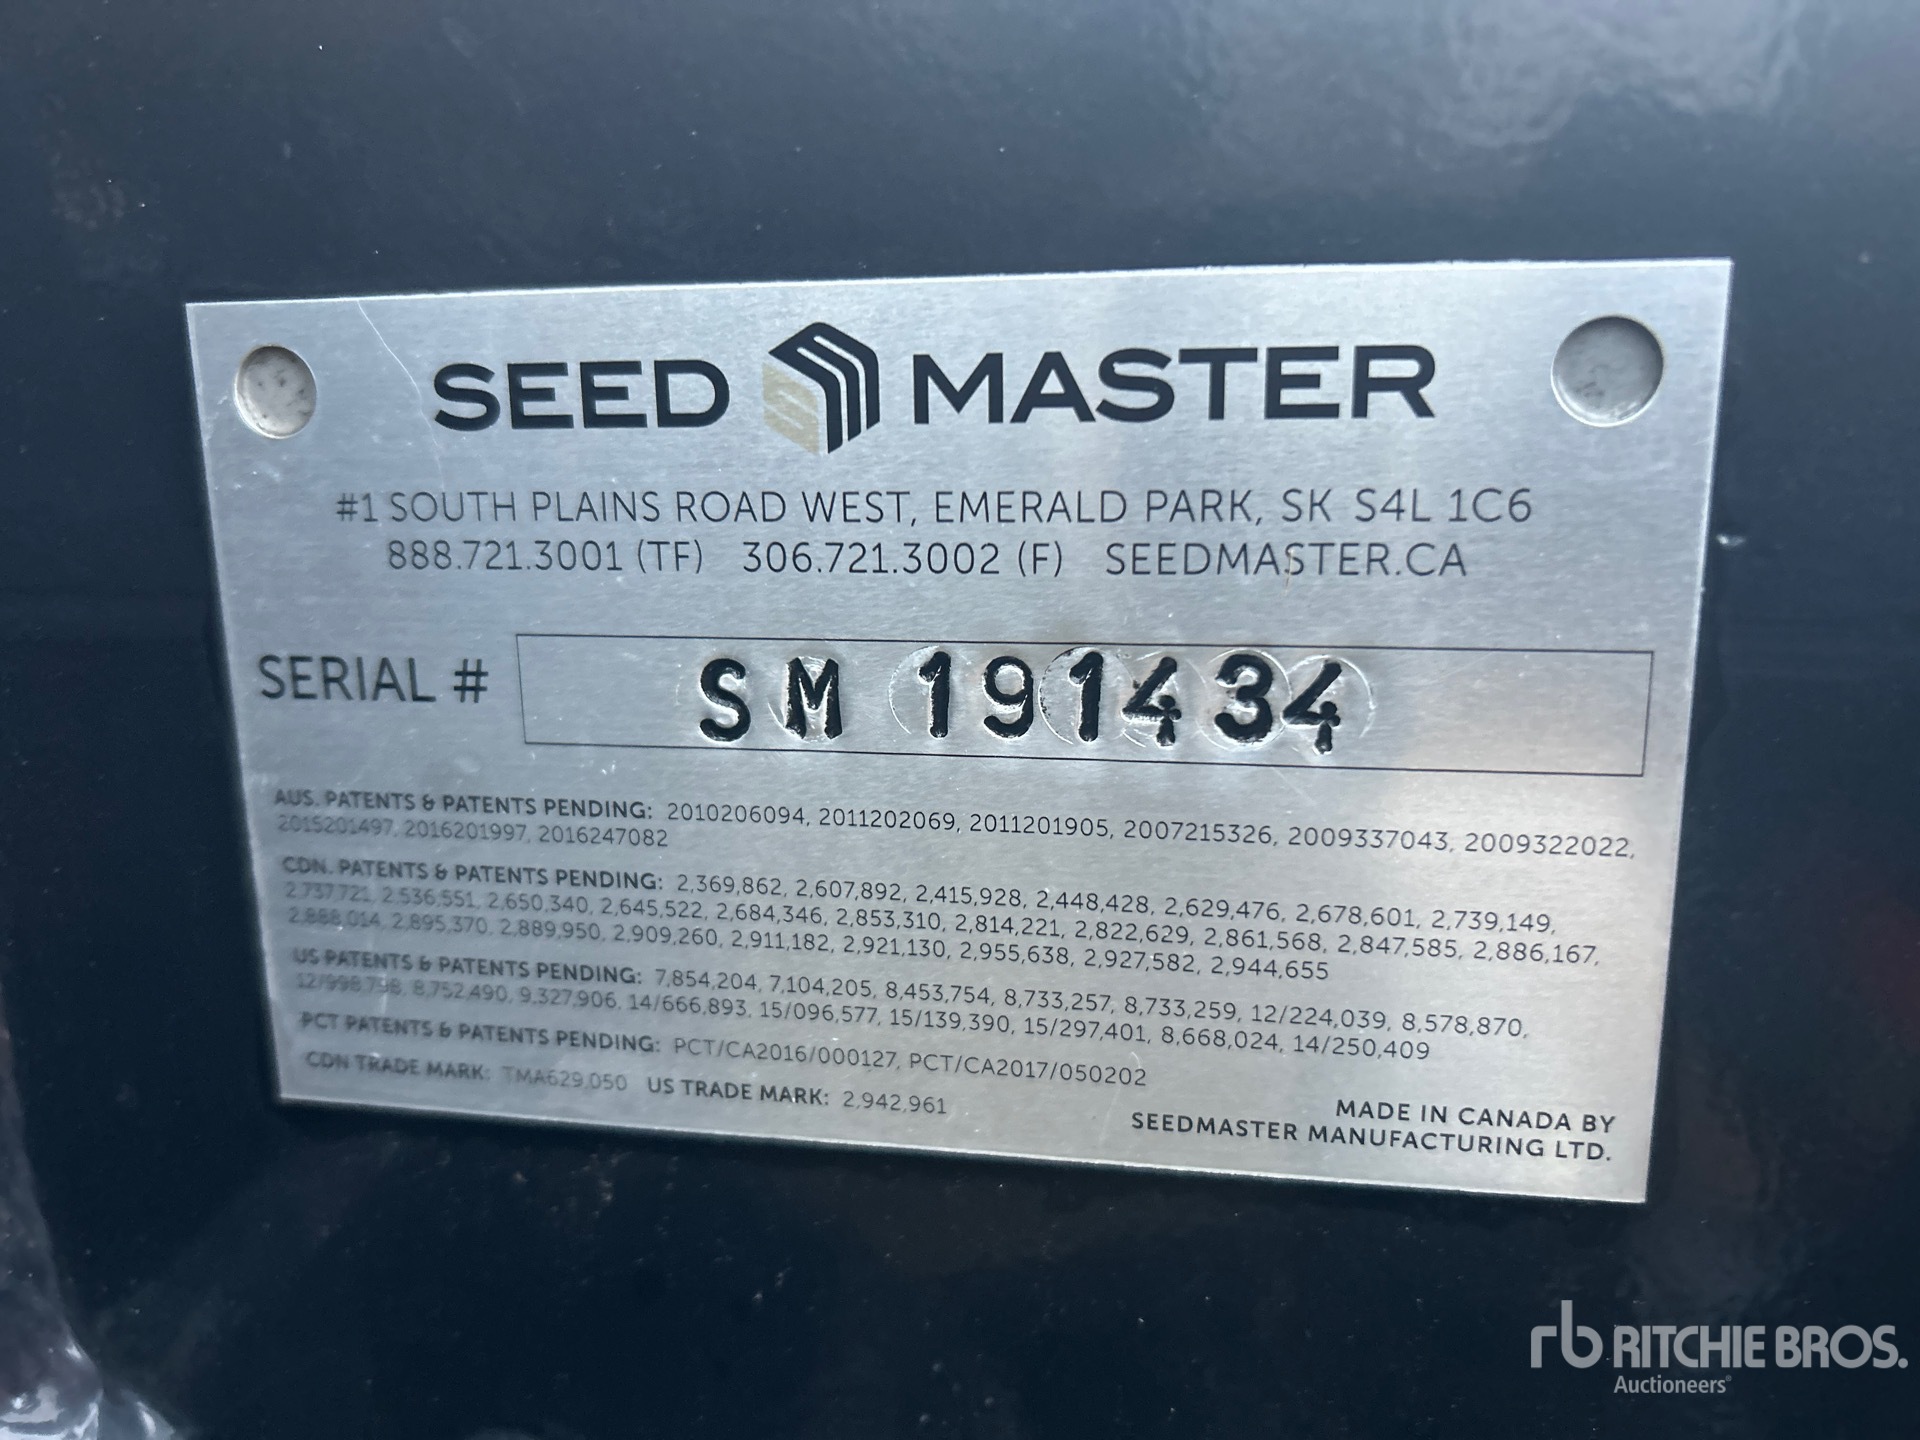 SEED MASTER
#1 SOUTH PLAINS ROAD WEST, EMERALD PARK, SK S4L 1C6
888.721.3001 (TF) 306.721.3002 (F) SEEDMASTER.CA
SERIAL # SM 191434
AUS. PATENTS & PATENTS PENDING: 2010206094, 2011202069, 2011201905, 2007215326, 2009337043, 2009322022,
2015201497, 2016201997, 2016247082
CDN. PATENTS & PATENTS PENDING: 2,369,862, 2,607,892, 2,415,928, 2,448,428, 2,629,476, 2,678,601, 2,739,149,
2,737,721, 2,536,551, 2,650,340, 2,645,522, 2,684,346, 2,853,310, 2,814,221, 2,822,629, 2,861,568, 2,847,585, 2,886,167,
2,888,014, 2,895,370, 2,889,950, 2,909,260, 2,911,182, 2,921,130, 2,955,638, 2,927,582, 2,944,655
US PATENTS & PATENTS PENDING: 7,854,204, 7,104,205, 8,453,754, 8,733,257, 8,733,259, 12/224,039, 8,578,870,
12/998,798, 8,752,490, 9,327,906, 14/666,893, 15/096,577, 15/139,390, 15/297,401, 8,668,024, 14/250,409
PCT PATENTS & PATENTS PENDING: PCT/CA2016/000127, PCT/CA2017/050202
CDN TRADE MARK: TMA629,050 US TRADE MARK: 2,942,961
MADE IN CANADA BY
SEEDMASTER MANUFACTURING LTD.
rb RITCHIE BROS.
Auctioneers®